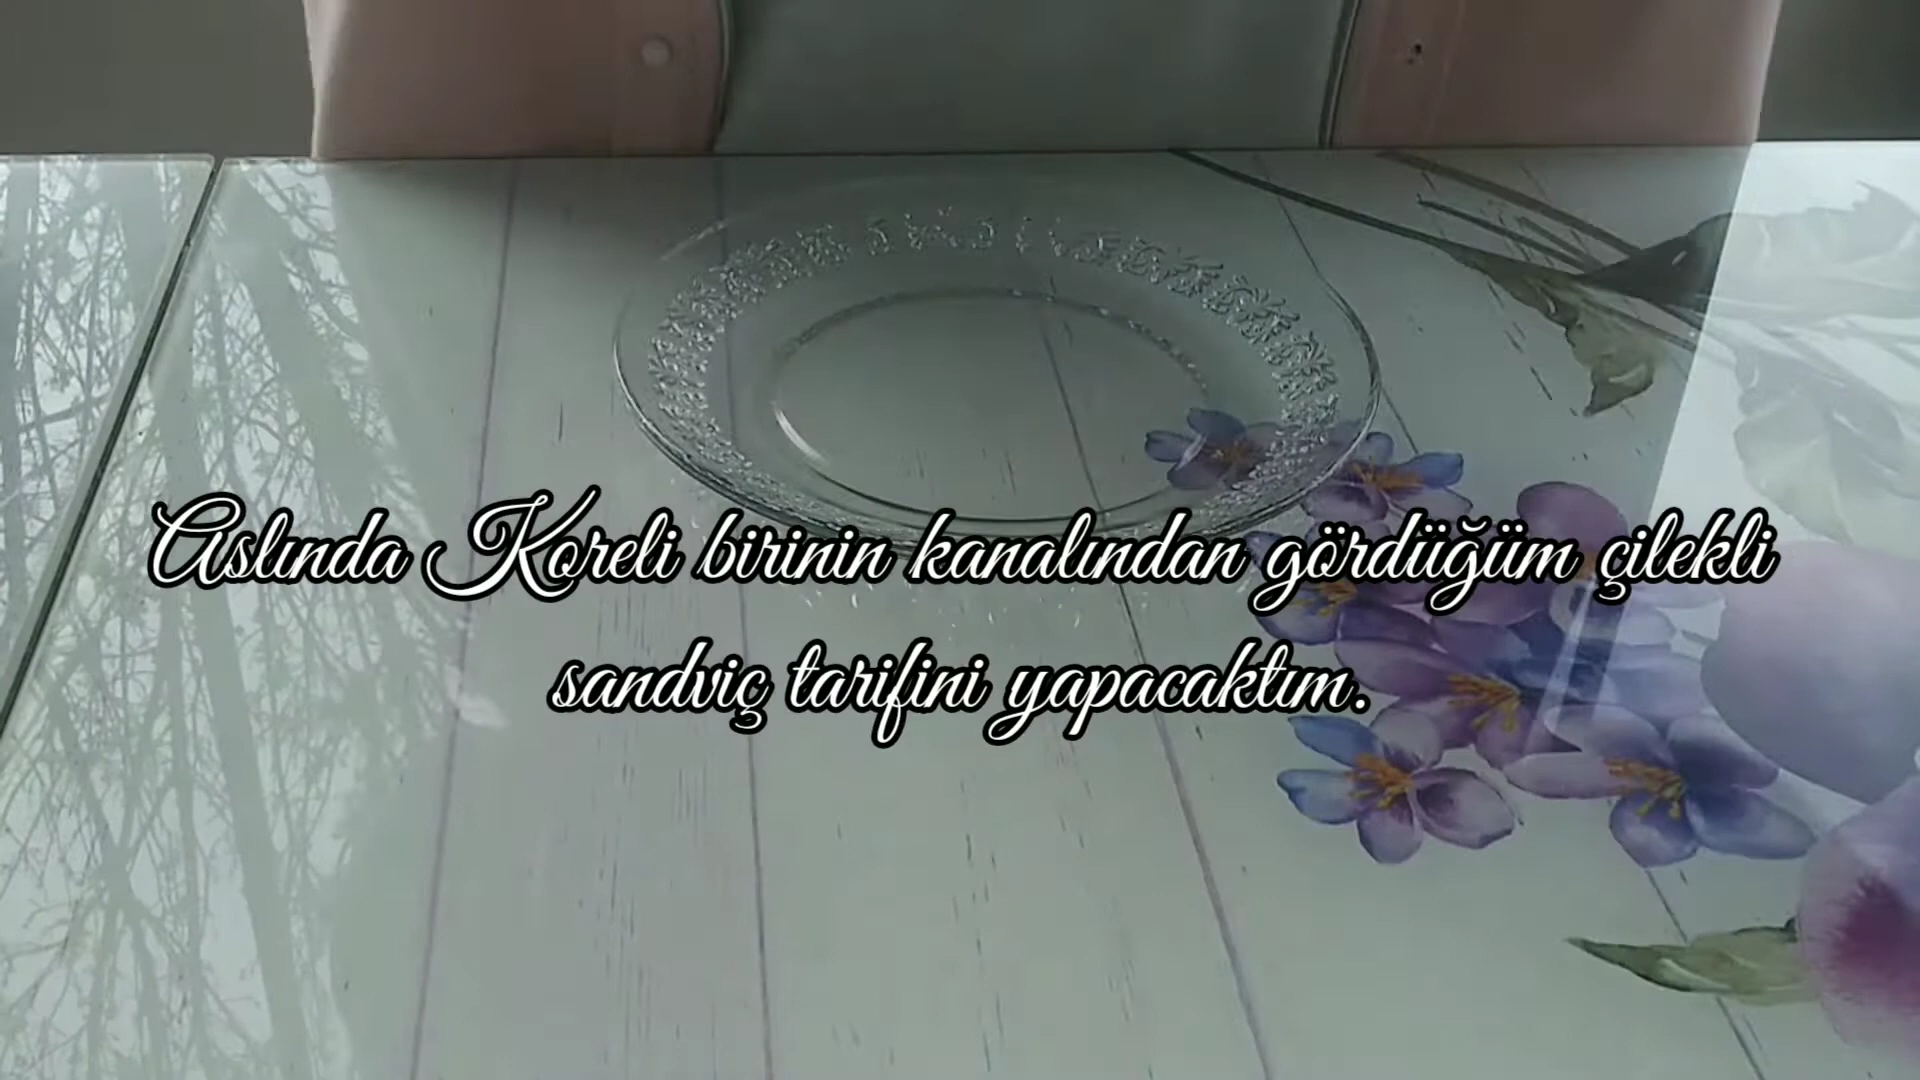 Aslında Koreli birinin kanalından gördüğüm çilekli
sandviç tarifini yapacaktım.